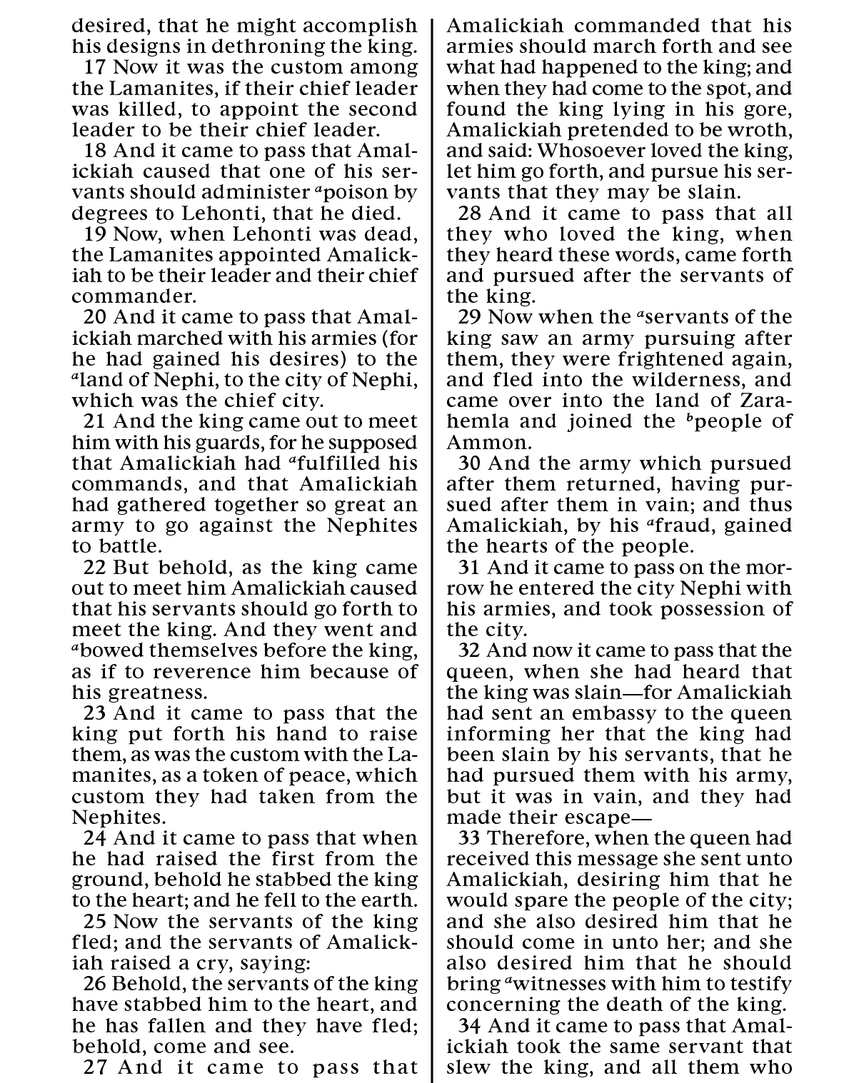 desired, that he might accomplish
his designs in dethroning the king.
17 Now it was the custom among
the Lamanites, if their chief leader
was killed, to appoint the second
leader to be their chief leader.
18 And it came to pass that Amal-
ickiah caused that one of his ser-
vants should administer ᵃpoison by
degrees to Lehonti, that he died.
19 Now, when Lehonti was dead,
the Lamanites appointed Amalick-
iah to be their leader and their chief
commander.
20 And it came to pass that Amal-
ickiah marched with his armies (for
he had gained his desires) to the
ᵃland of Nephi, to the city of Nephi,
which was the chief city.
21 And the king came out to meet
him with his guards, for he supposed
that Amalickiah had ᵃfulfilled his
commands, and that Amalickiah
had gathered together so great an
army to go against the Nephites
to battle.
22 But behold, as the king came
out to meet him Amalickiah caused
that his servants should go forth to
meet the king. And they went and
ᵃbowed themselves before the king,
as if to reverence him because of
his greatness.
23 And it came to pass that the
king put forth his hand to raise
them, as was the custom with the La-
manites, as a token of peace, which
custom they had taken from the
Nephites.
24 And it came to pass that when
he had raised the first from the
ground, behold he stabbed the king
to the heart; and he fell to the earth.
25 Now the servants of the king
fled; and the servants of Amalick-
iah raised a cry, saying:
26 Behold, the servants of the king
have stabbed him to the heart, and
he has fallen and they have fled;
behold, come and see.
27 And it came to pass that
Amalickiah commanded that his
armies should march forth and see
what had happened to the king; and
when they had come to the spot, and
found the king lying in his gore,
Amalickiah pretended to be wroth,
and said: Whosoever loved the king,
let him go forth, and pursue his ser-
vants that they may be slain.
28 And it came to pass that all
they who loved the king, when
they heard these words, came forth
and pursued after the servants of
the king.
29 Now when the ᵃservants of the
king saw an army pursuing after
them, they were frightened again,
and fled into the wilderness, and
came over into the land of Zara-
hemla and joined the ᵇpeople of
Ammon.
30 And the army which pursued
after them returned, having pur-
sued after them in vain; and thus
Amalickiah, by his ᵃfraud, gained
the hearts of the people.
31 And it came to pass on the mor-
row he entered the city Nephi with
his armies, and took possession of
the city.
32 And now it came to pass that the
queen, when she had heard that
the king was slain—for Amalickiah
had sent an embassy to the queen
informing her that the king had
been slain by his servants, that he
had pursued them with his army,
but it was in vain, and they had
made their escape—
33 Therefore, when the queen had
received this message she sent unto
Amalickiah, desiring him that he
would spare the people of the city;
and she also desired him that he
should come in unto her; and she
also desired him that he should
bring ᵃwitnesses with him to testify
concerning the death of the king.
34 And it came to pass that Amal-
ickiah took the same servant that
slew the king, and all them who